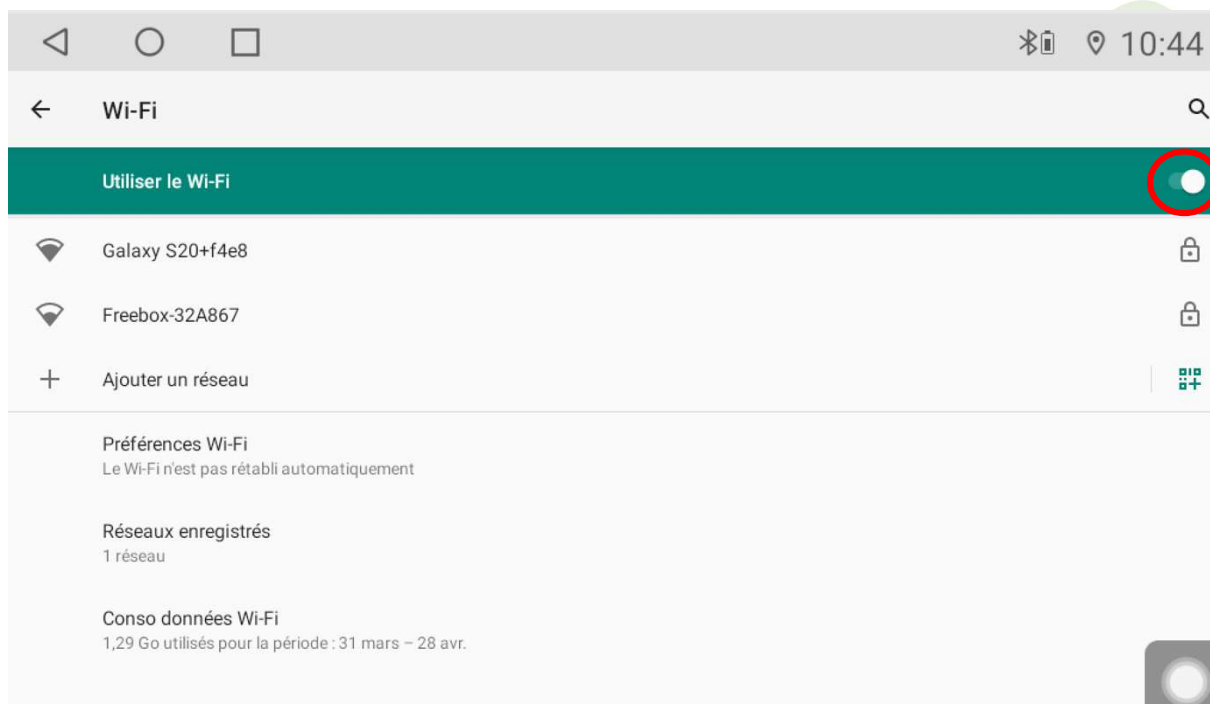 10:44
Wi-Fi
Utiliser le Wi-Fi
Galaxy S20+f4e8
Freebox-32A867
Ajouter un réseau
Préférences Wi-Fi
Le Wi-Fi n'est pas rétabli automatiquement
Réseaux enregistrés
1 réseau
Conso données Wi-Fi
1,29 Go utilisés pour la période : 31 mars – 28 avr.